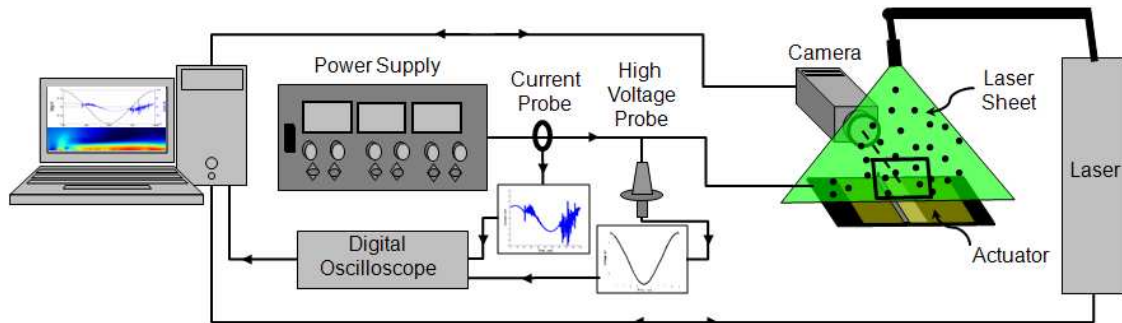 Power Supply
Current
Probe
High
Voltage
Probe
Camera
Laser
Sheet
Laser
Digital
Oscilloscope
Actuator